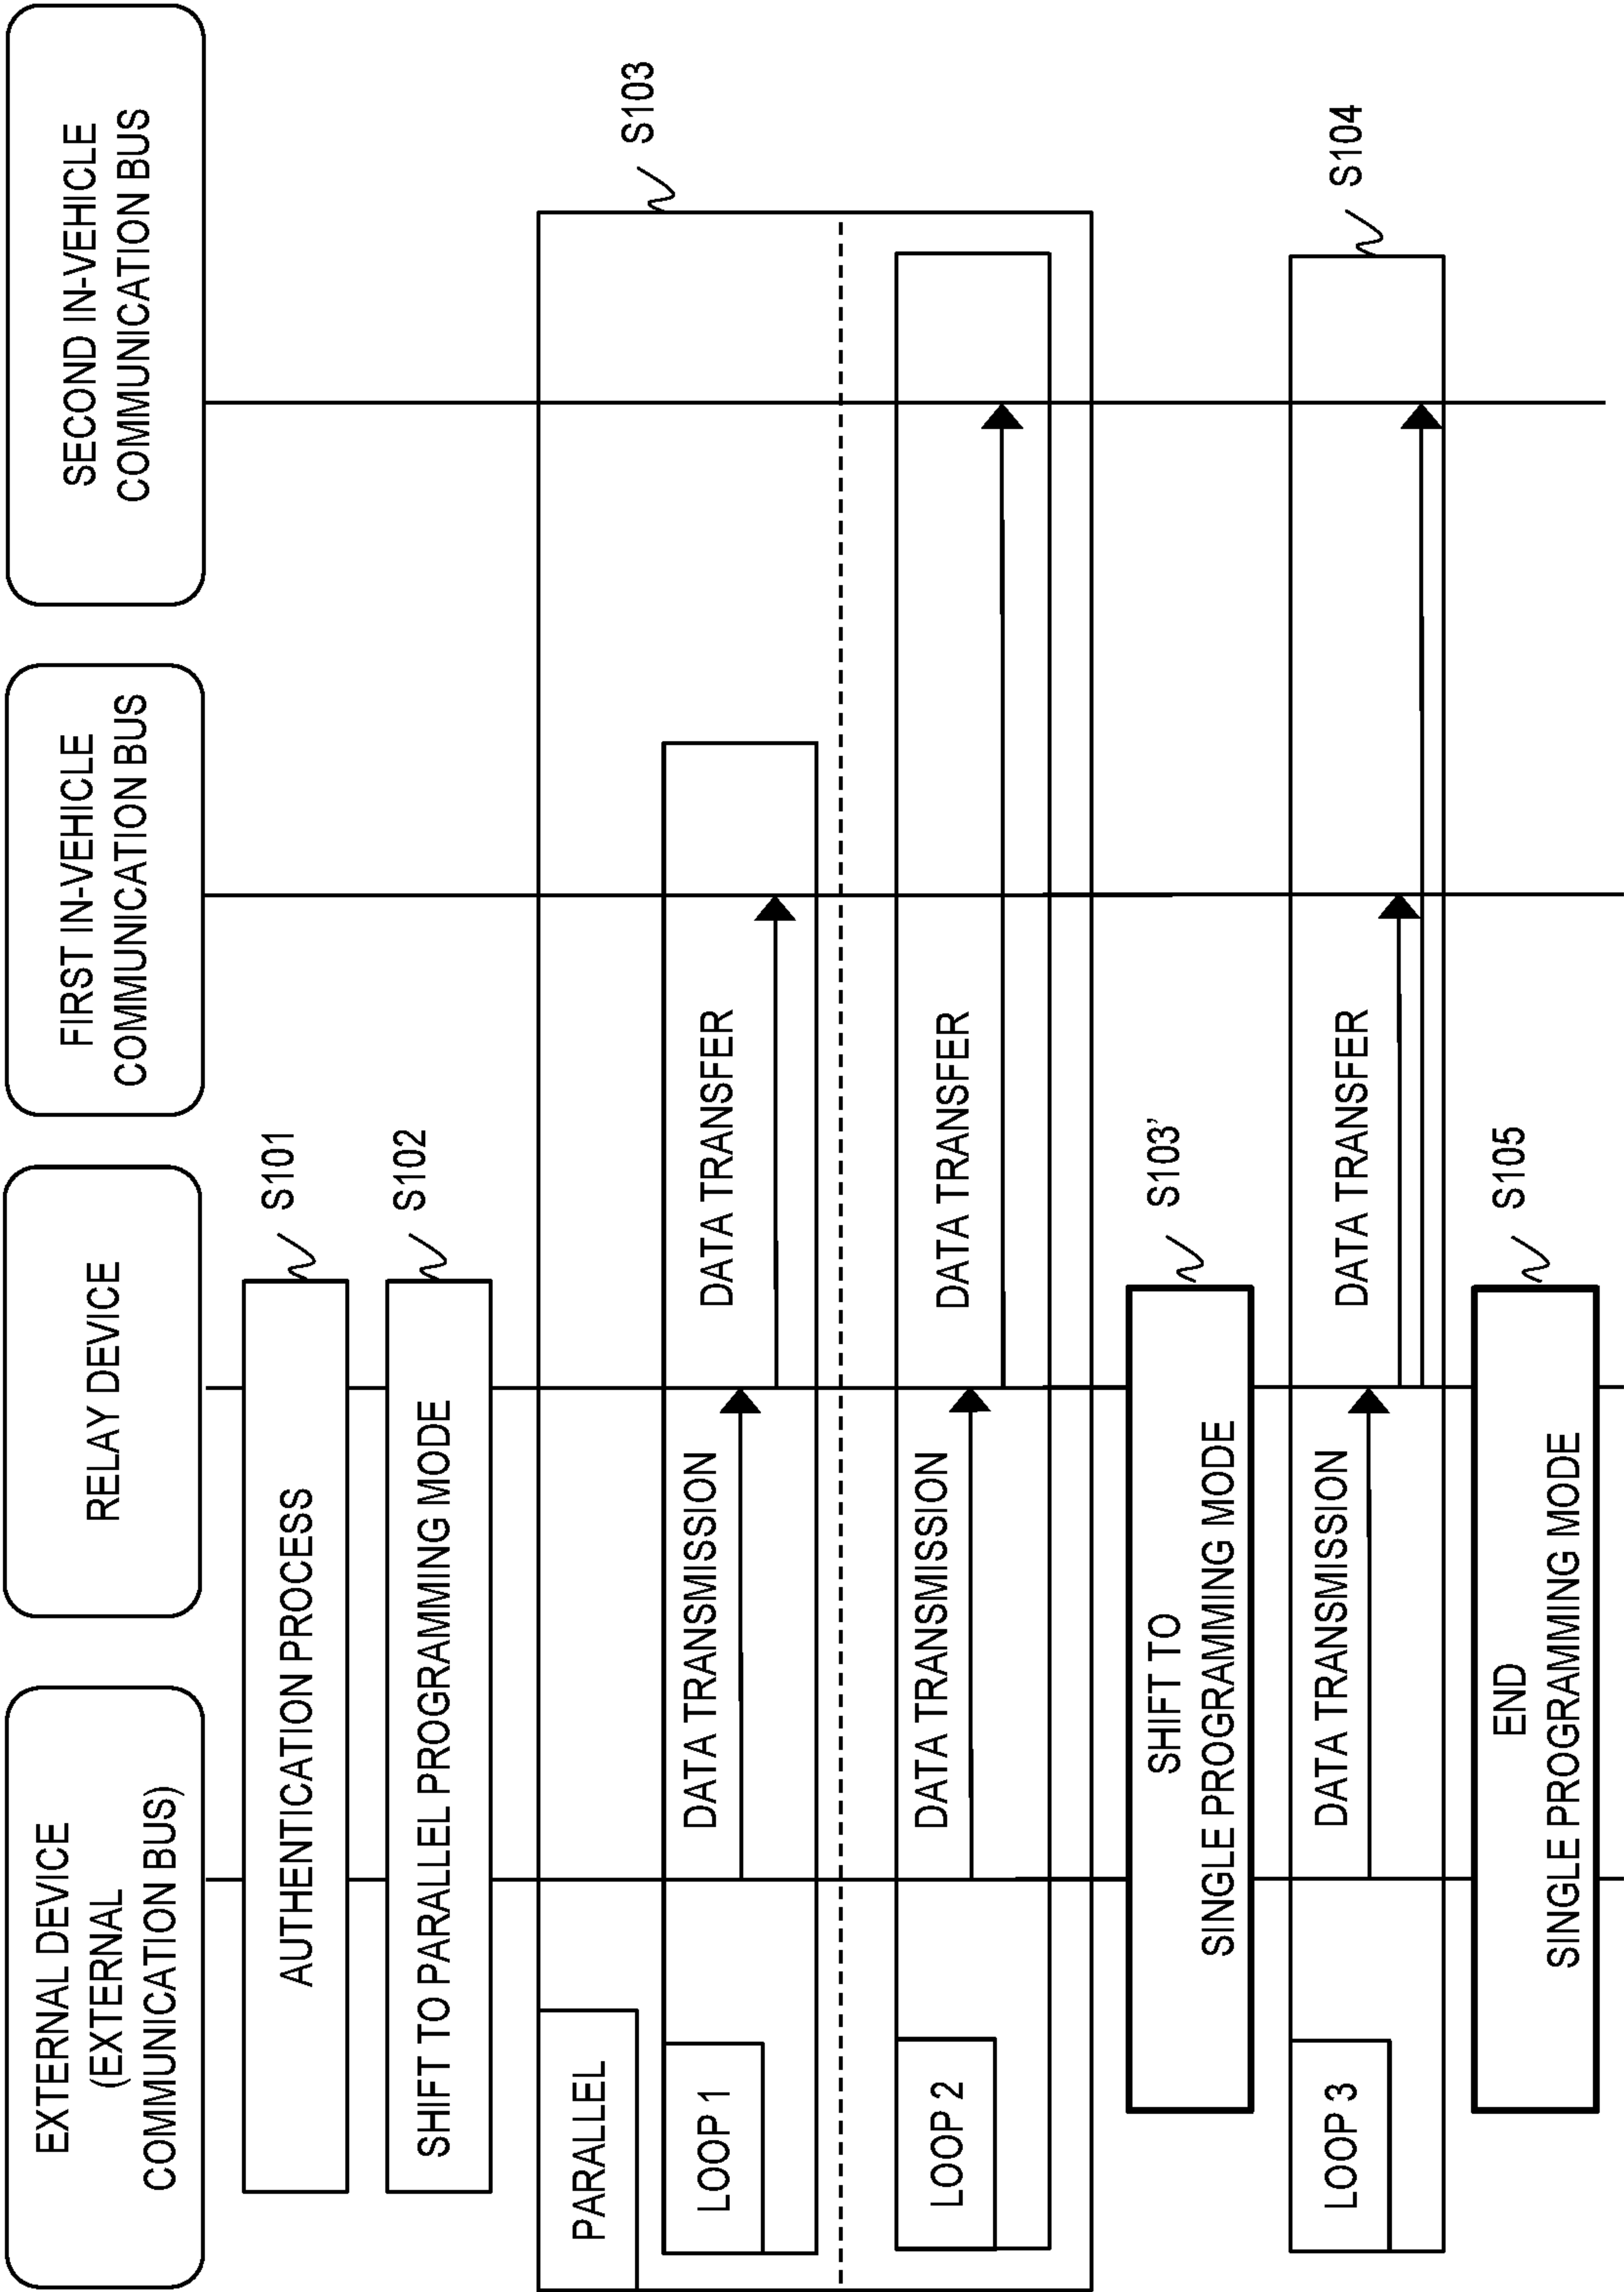 EXTERNAL DEVICE
(EXTERNAL
COMMUNICATION BUS)
RELAY DEVICE
FIRST IN-VEHICLE
COMMUNICATION BUS
SECOND IN-VEHICLE
COMMUNICATION BUS
AUTHENTICATION PROCESS
S101
SHIFT TO PARALLEL PROGRAMMING MODE
S102
PARALLEL
S103
LOOP 1
DATA TRANSMISSION
DATA TRANSFER
LOOP 2
DATA TRANSMISSION
DATA TRANSFER
SHIFT TO
SINGLE PROGRAMMING MODE
S103'
LOOP 3
DATA TRANSMISSION
DATA TRANSFER
S104
END
SINGLE PROGRAMMING MODE
S105